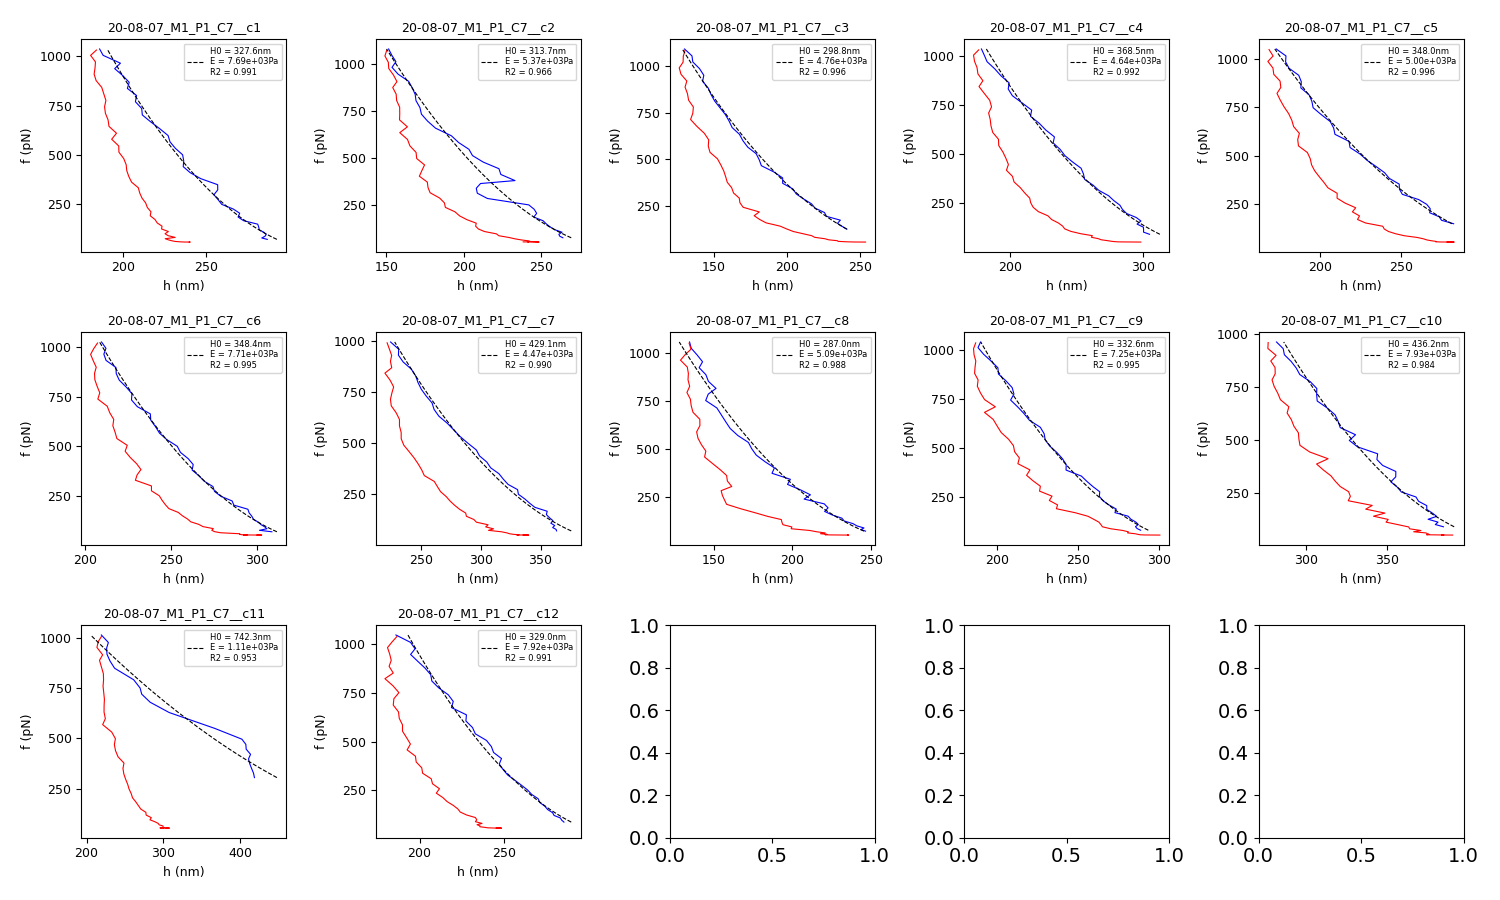 20-08-07_M1_P1_C7__c1
H0 = 327.6nm
E = 7.69e+03Pa
R2 = 0.991
1000
750
500
250
f (pN)
200 250
h (nm)
20-08-07_M1_P1_C7__c2
H0 = 313.7nm
E = 5.37e+03Pa
R2 = 0.966
1000
750
500
250
f (pN)
150 200 250
h (nm)
20-08-07_M1_P1_C7__c3
H0 = 298.8nm
E = 4.76e+03Pa
R2 = 0.996
1000
750
500
250
f (pN)
150 200 250
h (nm)
20-08-07_M1_P1_C7__c4
H0 = 368.5nm
E = 4.64e+03Pa
R2 = 0.992
1000
750
500
250
f (pN)
200 300
h (nm)
20-08-07_M1_P1_C7__c5
H0 = 348.0nm
E = 5.00e+03Pa
R2 = 0.996
1000
750
500
250
f (pN)
200 250
h (nm)
20-08-07_M1_P1_C7__c6
H0 = 348.4nm
E = 7.71e+03Pa
R2 = 0.995
1000
750
500
250
f (pN)
200 250 300
h (nm)
20-08-07_M1_P1_C7__c7
H0 = 429.1nm
E = 4.47e+03Pa
R2 = 0.990
1000
750
500
250
f (pN)
250 300 350
h (nm)
20-08-07_M1_P1_C7__c8
H0 = 287.0nm
E = 5.09e+03Pa
R2 = 0.988
1000
750
500
250
f (pN)
150 200 250
h (nm)
20-08-07_M1_P1_C7__c9
H0 = 332.6nm
E = 7.25e+03Pa
R2 = 0.995
1000
750
500
250
f (pN)
200 250 300
h (nm)
20-08-07_M1_P1_C7__c10
H0 = 436.2nm
E = 7.93e+03Pa
R2 = 0.984
1000
750
500
250
f (pN)
300 350
h (nm)
20-08-07_M1_P1_C7__c11
H0 = 742.3nm
E = 1.11e+03Pa
R2 = 0.953
1000
750
500
250
f (pN)
200 300 400
h (nm)
20-08-07_M1_P1_C7__c12
H0 = 329.0nm
E = 7.92e+03Pa
R2 = 0.991
1000
750
500
250
f (pN)
200 250
h (nm)
1.0
0.8
0.6
0.4
0.2
0.0
0.0 0.5 1.0
1.0
0.8
0.6
0.4
0.2
0.0
0.0 0.5 1.0
1.0
0.8
0.6
0.4
0.2
0.0
0.0 0.5 1.0